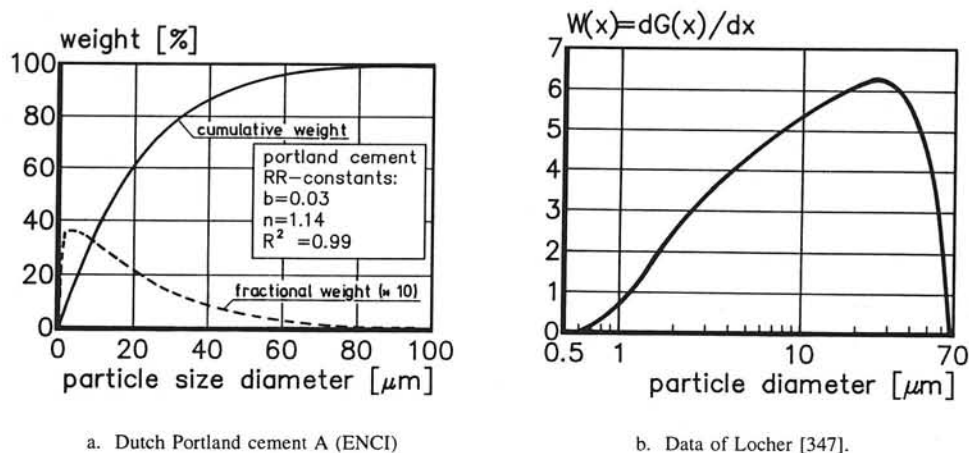 weight [%]
100
80
60
40
20
0
cumulative weight
portland cement
RR-constants:
b=0.03
n=1.14
R² =0.99
fractional weight (* 10)
0 20 40 60 80 100
particle size diameter [μm]
a. Dutch Portland cement A (ENCI)
W(x)=dG(x)/dx
7
6
5
4
3
2
1
0
0.5 1 10 70
particle diameter [μm]
b. Data of Locher [347].